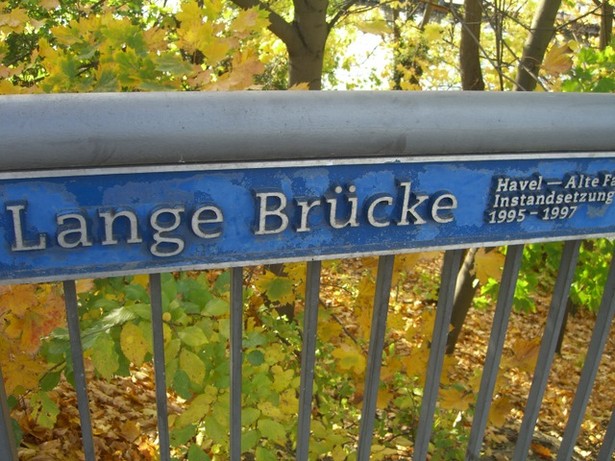 Lange Brücke
Havel — Alte
Instandsetzung
1995 – 1997